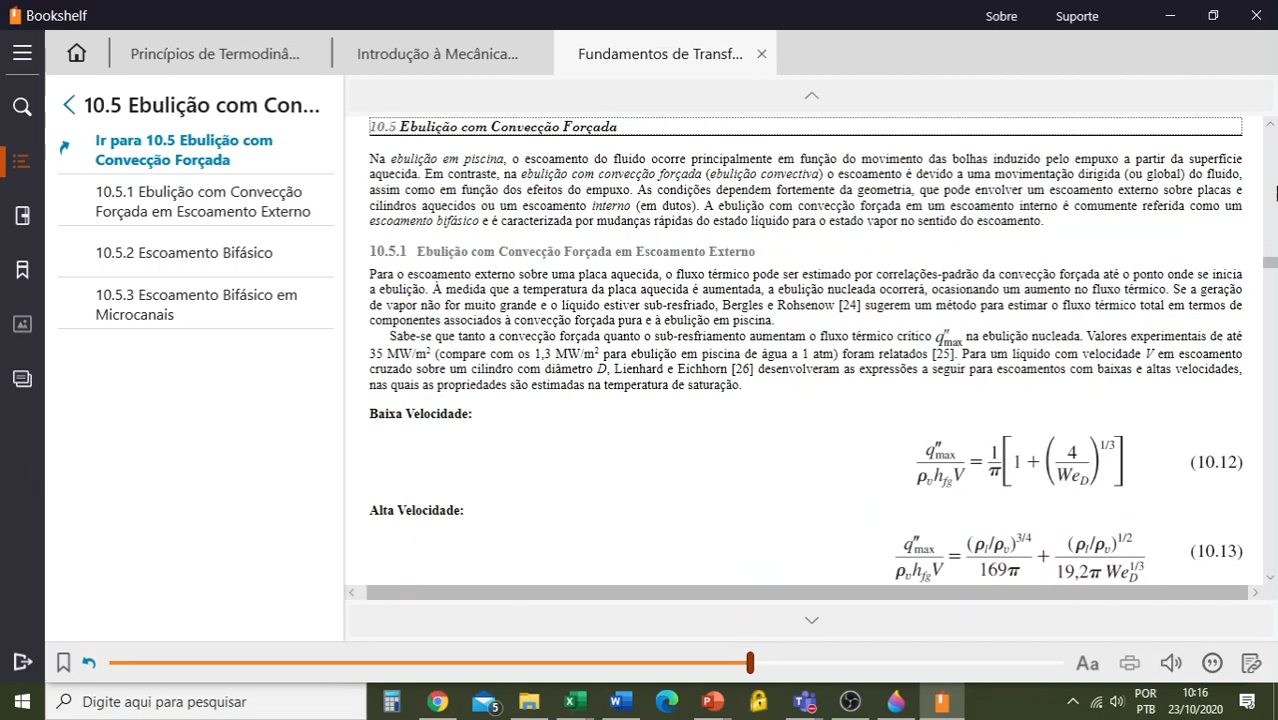 Bookshelf
Sobre
Suporte
Princípios de Termodinâ...
Introdução à Mecânica...
Fundamentos de Transf...
10.5 Ebulição com Con...
Ir para 10.5 Ebulição com
Convecção Forçada
10.5.1 Ebulição com Convecção
Forçada em Escoamento Externo
10.5.2 Escoamento Bifásico
10.5.3 Escoamento Bifásico em
Microcanais
10.5 Ebulição com Convecção Forçada
Na ebulição em piscina, o escoamento do fluido ocorre principalmente em função do movimento das bolhas induzido pelo empuxo a partir da superfície
aquecida. Em contraste, na ebulição com convecção forçada (ebulição convectiva) o escoamento é devido a uma movimentação dirigida (ou global) do fluido,
assim como em função dos efeitos do empuxo. As condições dependem fortemente da geometria, que pode envolver um escoamento externo sobre placas e
cilindros aquecidos ou um escoamento interno (em dutos). A ebulição com convecção forçada em um escoamento interno é comumente referida como um
escoamento bifásico e é caracterizada por mudanças rápidas do estado líquido para o estado vapor no sentido do escoamento.
10.5.1 Ebulição com Convecção Forçada em Escoamento Externo
Para o escoamento externo sobre uma placa aquecida, o fluxo térmico pode ser estimado por correlações-padrão da convecção forçada até o ponto onde se inicia
a ebulição. À medida que a temperatura da placa aquecida é aumentada, a ebulição nucleada ocorrerá, ocasionando um aumento no fluxo térmico. Se a geração
de vapor não for muito grande e o líquido estiver sub-resfriado, Bergles e Rohsenow [24] sugerem um método para estimar o fluxo térmico total em termos de
componentes associados à convecção forçada pura e à ebulição em piscina.
Sabe-se que tanto a convecção forçada quanto o sub-resfriamento aumentam o fluxo térmico crítico q″max na ebulição nucleada. Valores experimentais de até
35 MW/m² (compare com os 1,3 MW/m² para ebulição em piscina de água a 1 atm) foram relatados [25]. Para um líquido com velocidade V em escoamento
cruzado sobre um cilindro com diâmetro D, Lienhard e Eichhorn [26] desenvolveram as expressões a seguir para escoamentos com baixas e altas velocidades,
nas quais as propriedades são estimadas na temperatura de saturação.
Baixa Velocidade:
q″max / (ρv hfg V) = 1/π [1 + (4/WeD)^1/3] (10.12)
Alta Velocidade:
q″max / (ρv hfg V) = (ρl/ρv)^3/4 / 169π + (ρl/ρv)^1/2 / (19,2π WeD^1/3) (10.13)
Aa
Digite aqui para pesquisar
5
POR
PTB
10:16
23/10/2020